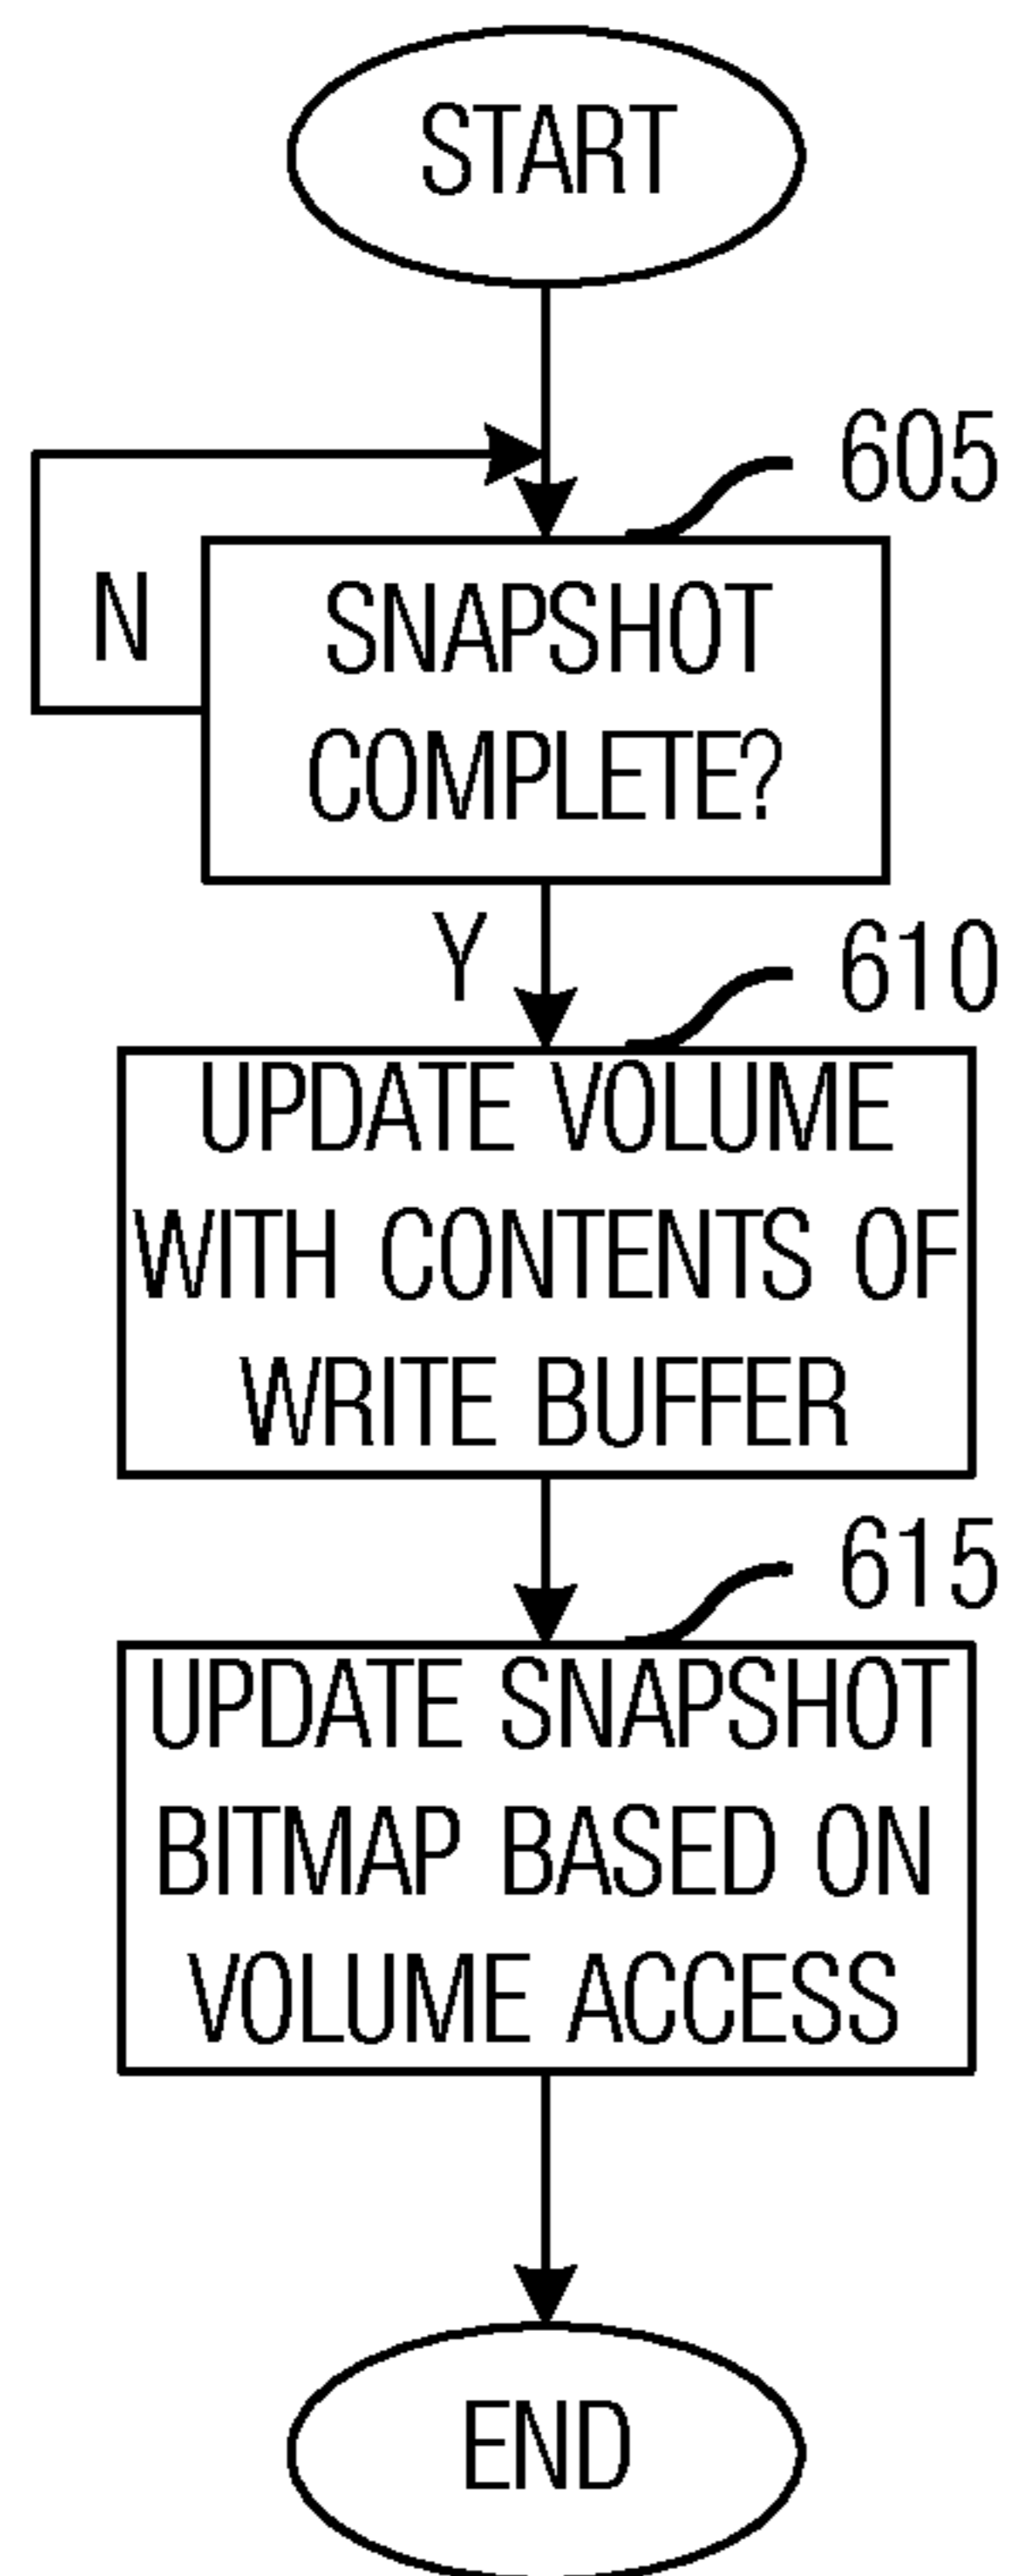 START
605
N
SNAPSHOT
COMPLETE?
Y
610
UPDATE VOLUME
WITH CONTENTS OF
WRITE BUFFER
615
UPDATE SNAPSHOT
BITMAP BASED ON
VOLUME ACCESS
END